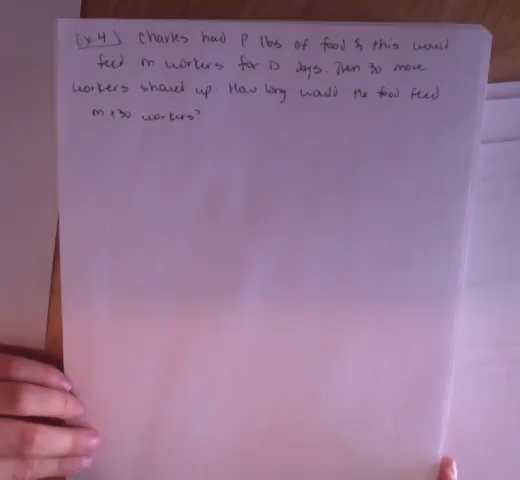 Ex 4) Charles had P lbs of food & this would
feed m workers for D days. Then 30 more
workers showed up. How long would the food feed
m + 30 workers?